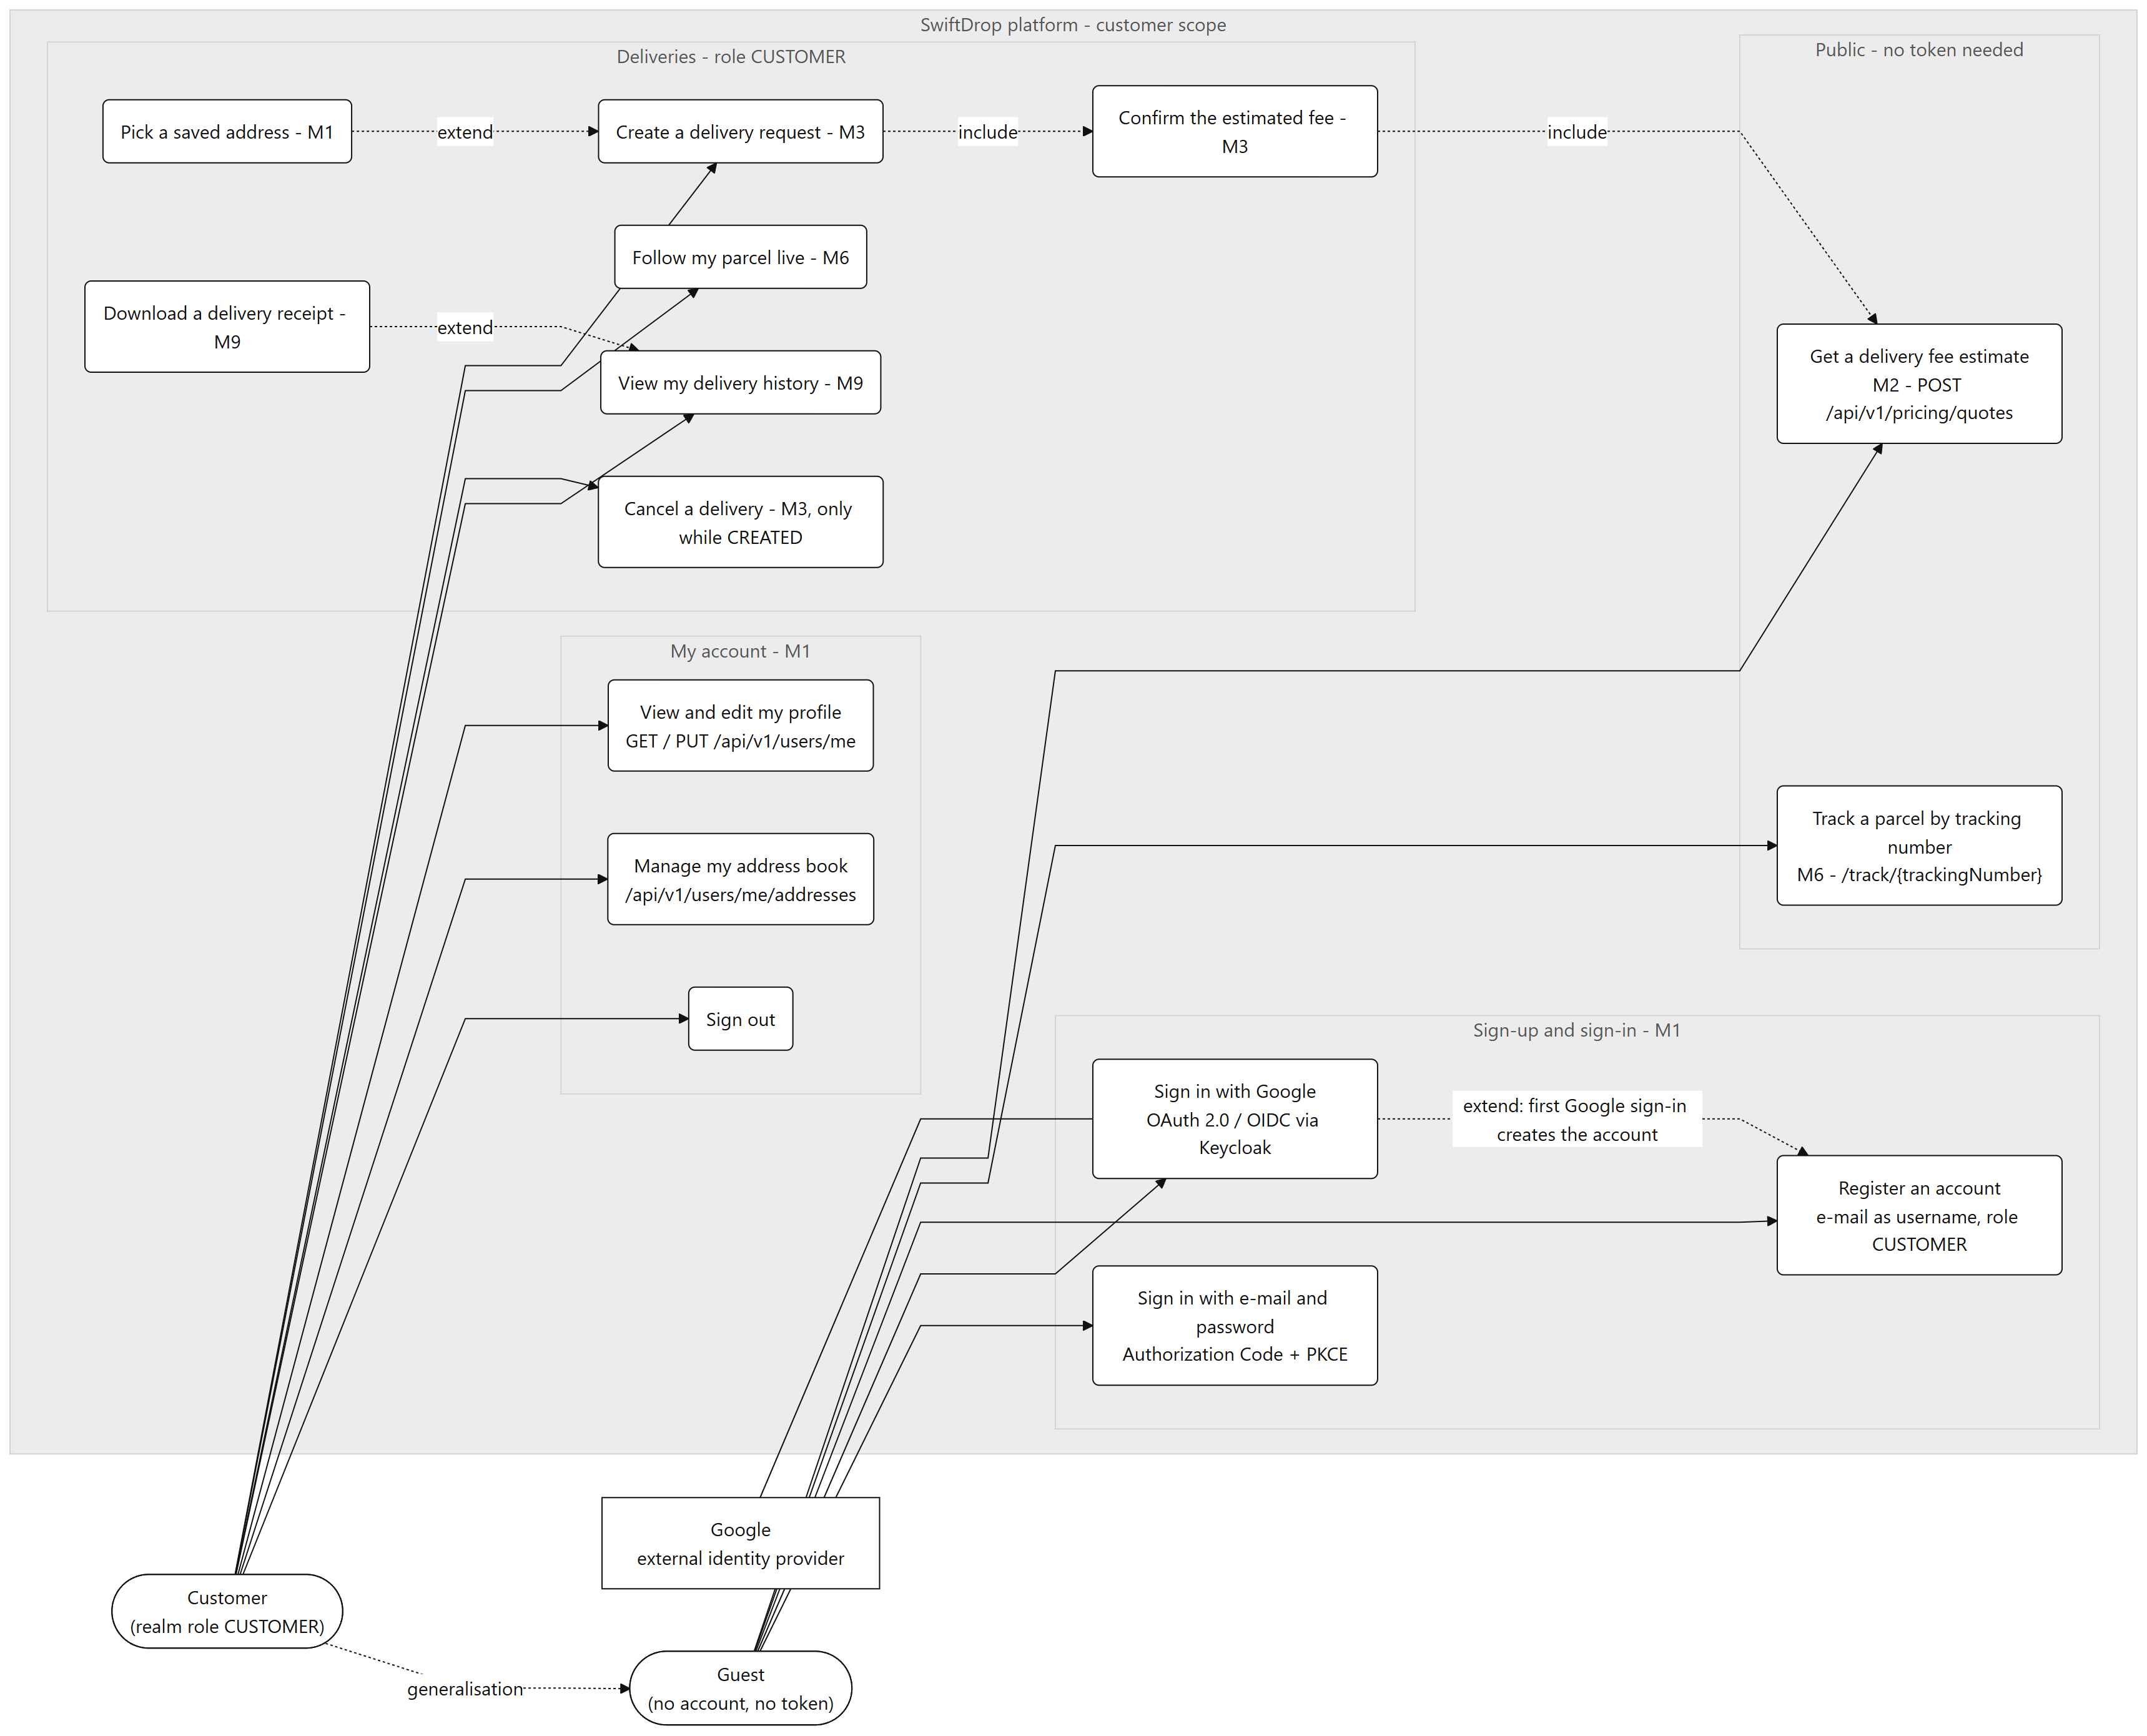 SwiftDrop platform - customer scope
Deliveries - role CUSTOMER
Public - no token needed
Pick a saved address - M1
extend
Create a delivery request - M3
include
Confirm the estimated fee -
M3
include
Follow my parcel live - M6
Download a delivery receipt -
M9
extend
View my delivery history - M9
Get a delivery fee estimate
M2 - POST
/api/v1/pricing/quotes
Cancel a delivery - M3, only
while CREATED
My account - M1
View and edit my profile
GET / PUT /api/v1/users/me
Manage my address book
/api/v1/users/me/addresses
Track a parcel by tracking
number
M6 - /track/{trackingNumber}
Sign out
Sign-up and sign-in - M1
Sign in with Google
OAuth 2.0 / OIDC via
Keycloak
extend: first Google sign-in
creates the account
Register an account
e-mail as username, role
CUSTOMER
Sign in with e-mail and
password
Authorization Code + PKCE
Google
external identity provider
Customer
(realm role CUSTOMER)
generalisation
Guest
(no account, no token)